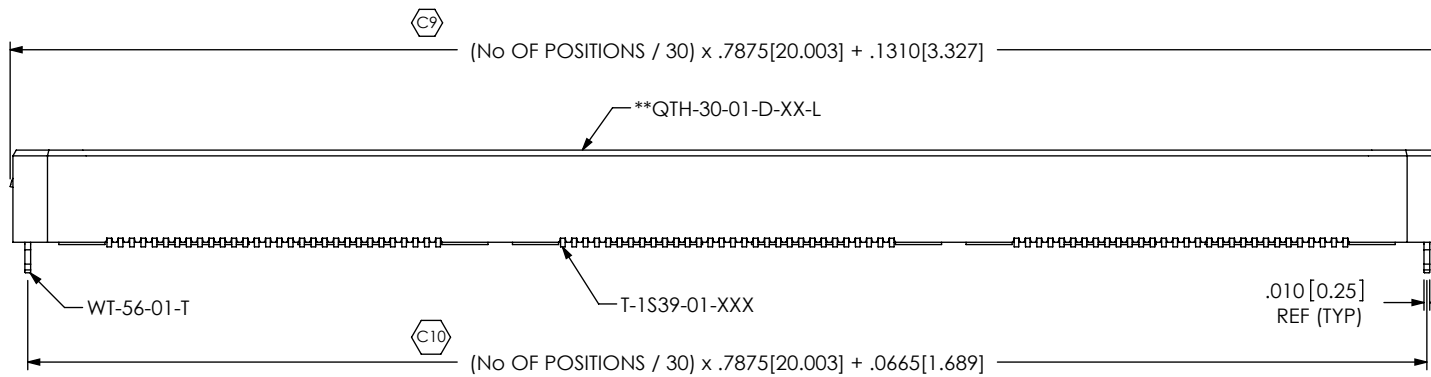 C9
(No OF POSITIONS / 30) x .7875[20.003] + .1310[3.327]
**QTH-30-01-D-XX-L
WT-56-01-T
T-1S39-01-XXX
.010 [0.25]
REF (TYP)
C10
(No OF POSITIONS / 30) x .7875[20.003] + .0665[1.689]